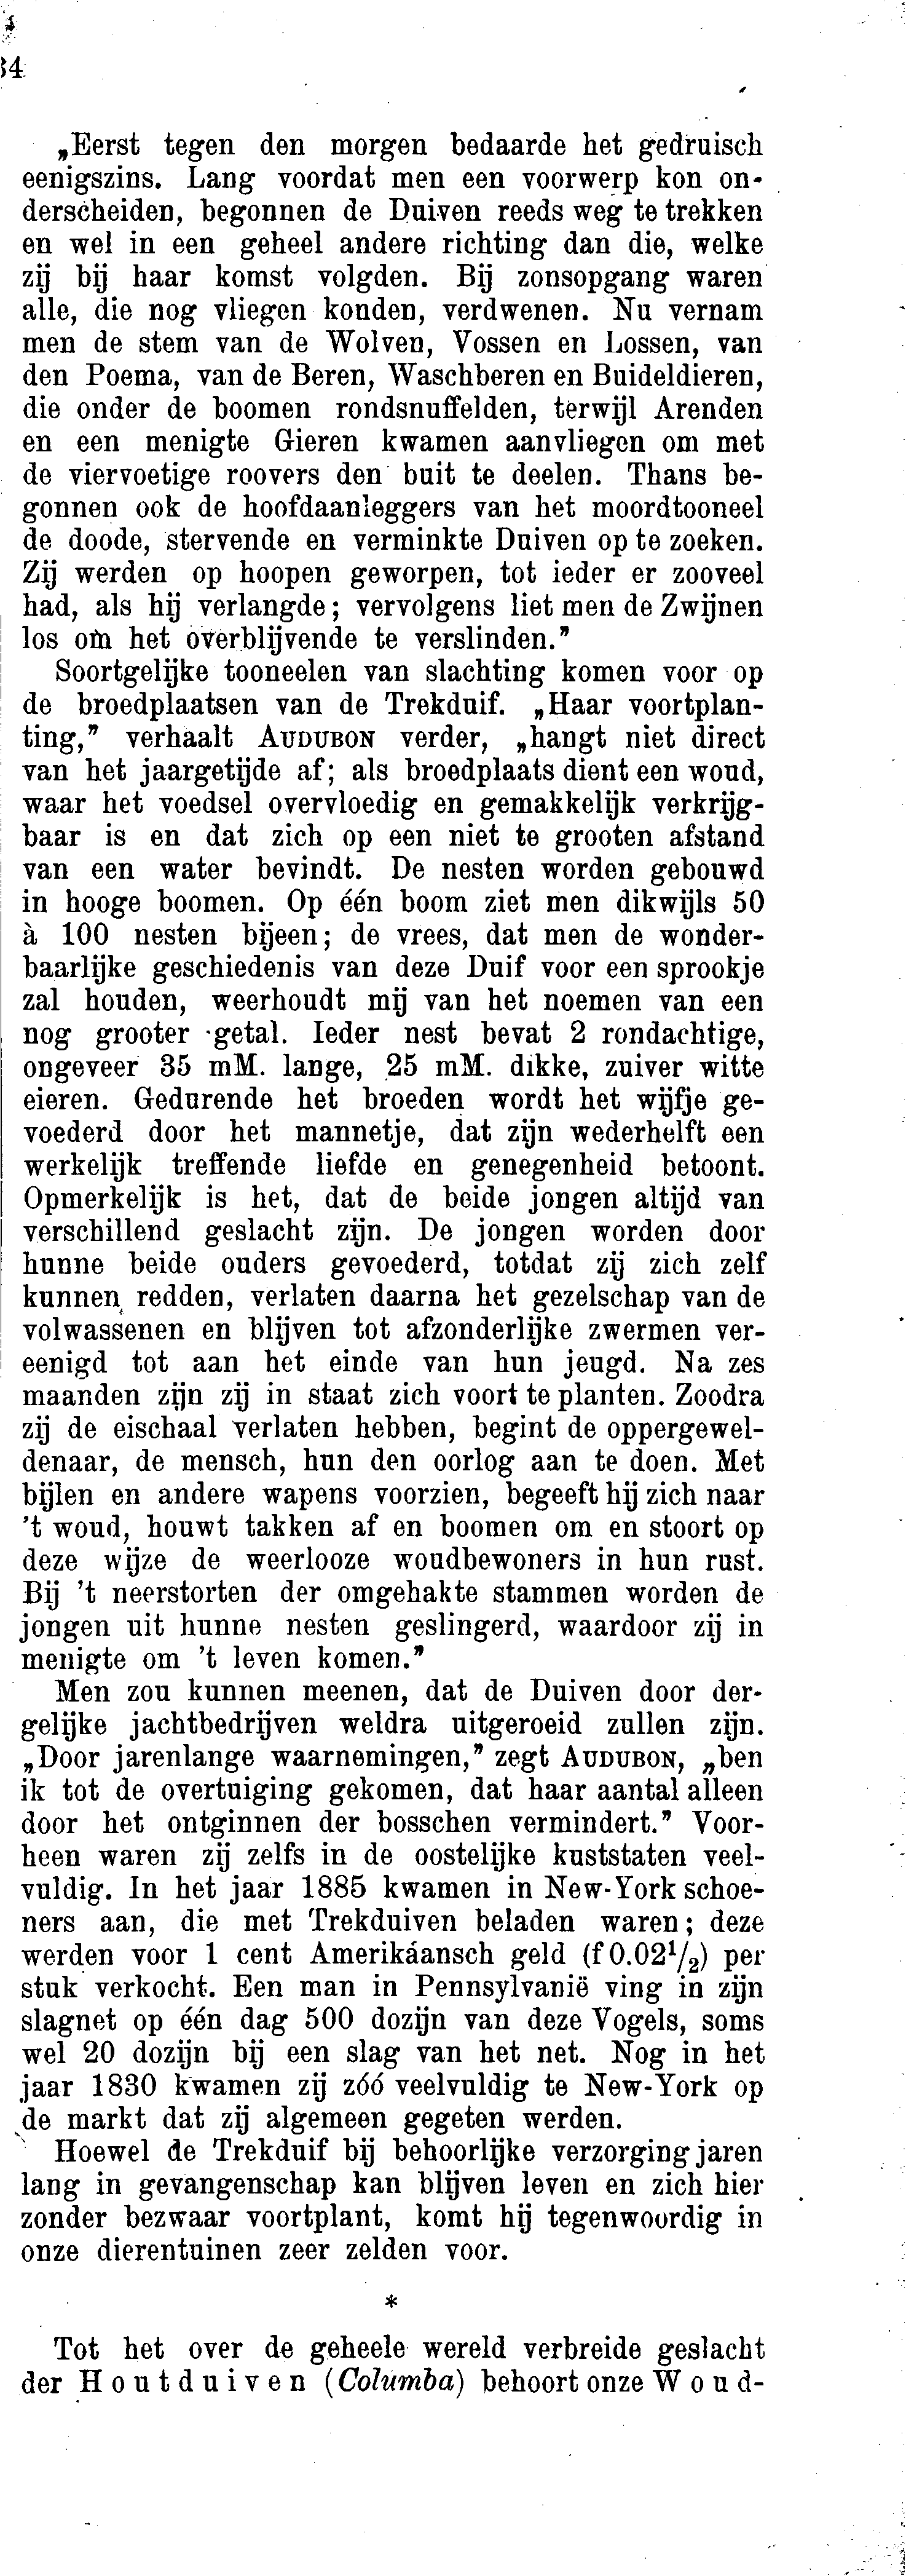 34
„Eerst tegen den morgen bedaarde het gedruisch
eenigszins. Lang voordat men een voorwerp kon on-
derscheiden, begonnen de Duiven reeds weg te trekken
en wel in een geheel andere richting dan die, welke
zij bij haar komst volgden. Bij zonsopgang waren
alle, die nog vliegen konden, verdwenen. Nu vernam
men de stem van de Wolven, Vossen en Lossen, van
den Poema, van de Beren, Waschberen en Buideldieren,
die onder de boomen rondsnuffelden, terwijl Arenden
en een menigte Gieren kwamen aanvliegen om met
de viervoetige roovers den buit te deelen. Thans be-
gonnen ook de hoofdaanleggers van het moordtooneel
de doode, stervende en verminkte Duiven op te zoeken.
Zij werden op hoopen geworpen, tot ieder er zooveel
had, als hij verlangde; vervolgens liet men de Zwijnen
los om het overblijvende te verslinden.”
Soortgelijke tooneelen van slachting komen voor op
de broedplaatsen van de Trekduif. „Haar voortplan-
ting,” verhaalt AUDUBON verder, „hangt niet direct
van het jaargetijde af; als broedplaats dient een woud,
waar het voedsel overvloedig en gemakkelijk verkrijg-
baar is en dat zich op een niet te grooten afstand
van een water bevindt. De nesten worden gebouwd
in hooge boomen. Op één boom ziet men dikwijls 50
à 100 nesten bijeen; de vrees, dat men de wonder-
baarlijke geschiedenis van deze Duif voor een sprookje
zal houden, weerhoudt mij van het noemen van een
nog grooter getal. Ieder nest bevat 2 rondachtige,
ongeveer 35 mM. lange, 25 mM. dikke, zuiver witte
eieren. Gedurende het broeden wordt het wijfje ge-
voederd door het mannetje, dat zijn wederhelft een
werkelijk treffende liefde en genegenheid betoont.
Opmerkelijk is het, dat de beide jongen altijd van
verschillend geslacht zijn. De jongen worden door
hunne beide ouders gevoederd, totdat zij zich zelf
kunnen redden, verlaten daarna het gezelschap van de
volwassenen en blijven tot afzonderlijke zwermen ver-
eenigd tot aan het einde van hun jeugd. Na zes
maanden zijn zij in staat zich voort te planten. Zoodra
zij de eischaal verlaten hebben, begint de oppergewel-
denaar, de mensch, hun den oorlog aan te doen. Met
bijlen en andere wapens voorzien, begeeft hij zich naar
’t woud, houwt takken af en boomen om en stoort op
deze wijze de weerlooze woudbewoners in hun rust.
Bij ’t neerstorten der omgehakte stammen worden de
jongen uit hunne nesten geslingerd, waardoor zij in
menigte om ’t leven komen.”
Men zou kunnen meenen, dat de Duiven door der-
gelijke jachtbedrijven weldra uitgeroeid zullen zijn.
„Door jarenlange waarnemingen,” zegt AUDUBON, „ben
ik tot de overtuiging gekomen, dat haar aantal alleen
door het ontginnen der bosschen vermindert.” Voor-
heen waren zij zelfs in de oostelijke kuststaten veel-
vuldig. In het jaar 1885 kwamen in New-York schoe-
ners aan, die met Trekduiven beladen waren; deze
werden voor 1 cent Amerikáansch geld (f 0.02¹/₂) per
stuk verkocht. Een man in Pennsylvanië ving in zijn
slagnet op één dag 500 dozijn van deze Vogels, soms
wel 20 dozijn bij een slag van het net. Nog in het
jaar 1830 kwamen zij zóó veelvuldig te New-York op
de markt dat zij algemeen gegeten werden.
Hoewel de Trekduif bij behoorlijke verzorging jaren
lang in gevangenschap kan blijven leven en zich hier
zonder bezwaar voortplant, komt hij tegenwoordig in
onze dierentuinen zeer zelden voor.
*
Tot het over de geheele wereld verbreide geslacht
der Houtduiven (Columba) behoort onze Woud-